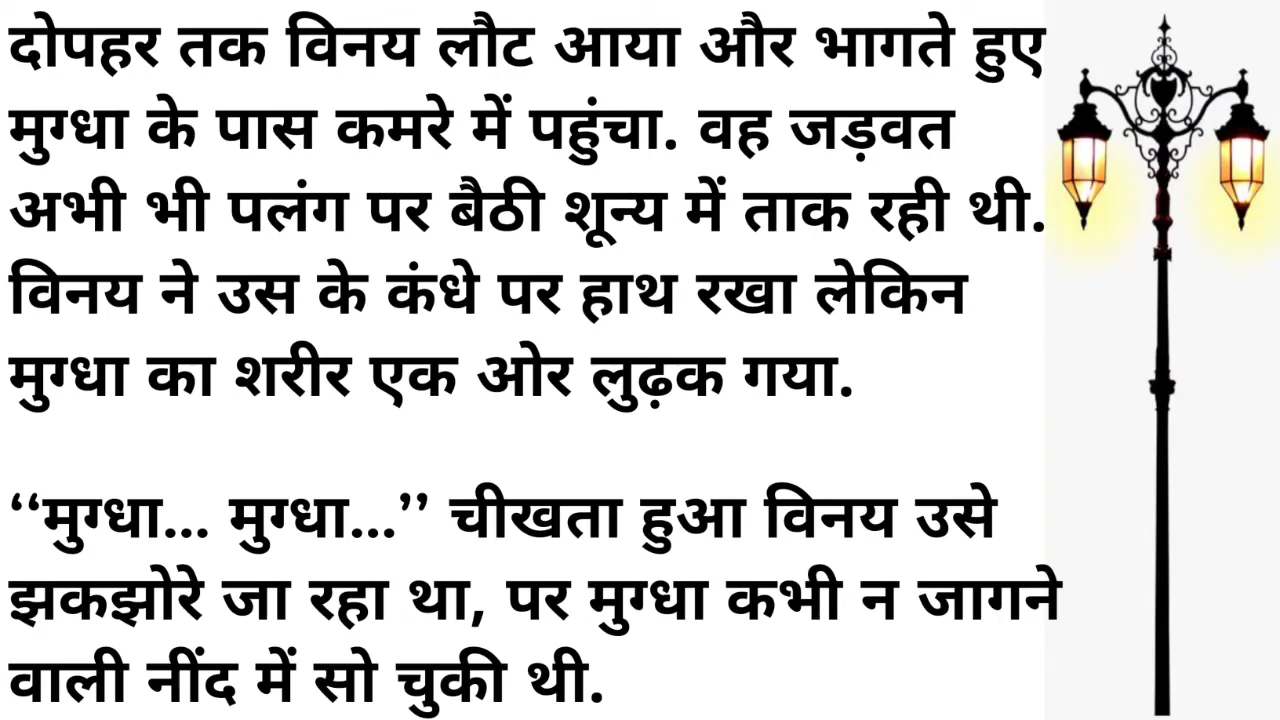 दोपहर तक विनय लौट आया और भागते हुए
मुग्धा के पास कमरे में पहुंचा. वह जड़वत
अभी भी पलंग पर बैठी शून्य में ताक रही थी.
विनय ने उस के कंधे पर हाथ रखा लेकिन
मुग्धा का शरीर एक ओर लुढ़क गया.
‘‘मुग्धा... मुग्धा...’’ चीखता हुआ विनय उसे
झकझोरे जा रहा था, पर मुग्धा कभी न जागने
वाली नींद में सो चुकी थी.